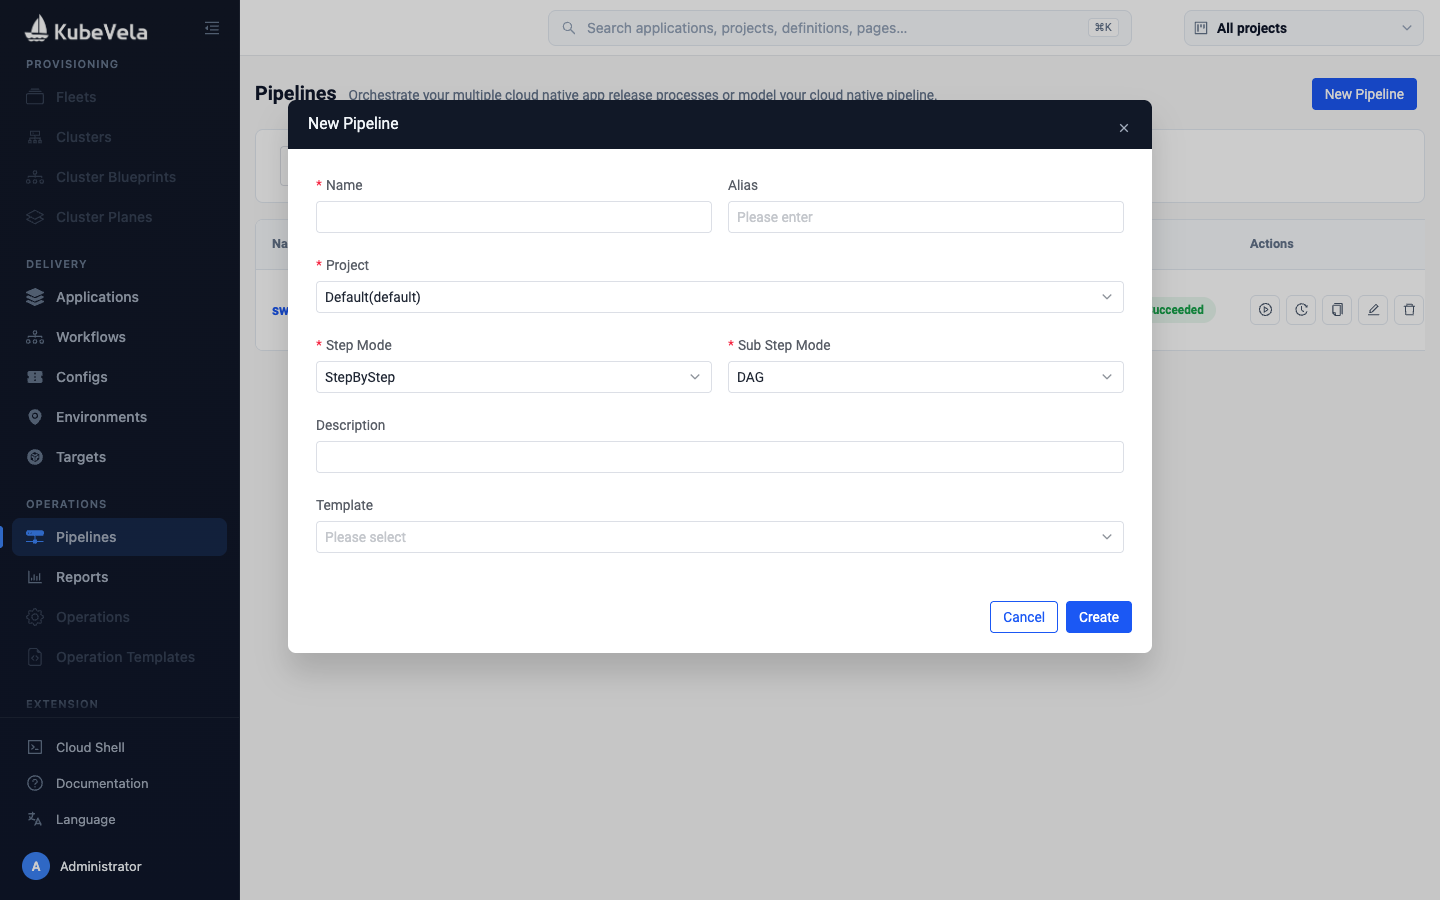 KubeVela
PROVISIONING
Fleets
Clusters
Cluster Blueprints
Cluster Planes
DELIVERY
Applications
Workflows
Configs
Environments
Targets
OPERATIONS
Pipelines
Reports
Operations
Operation Templates
EXTENSION
Cloud Shell
Documentation
Language
A Administrator
Search applications, projects, definitions, pages... ⌘K
All projects
Pipelines Orchestrate your multiple cloud native app release processes or model your cloud native pipeline.
New Pipeline
New Pipeline
* Name
Alias
Please enter
* Project
Default(default)
* Step Mode
* Sub Step Mode
StepByStep
DAG
Description
Template
Please select
Cancel
Create
Actions